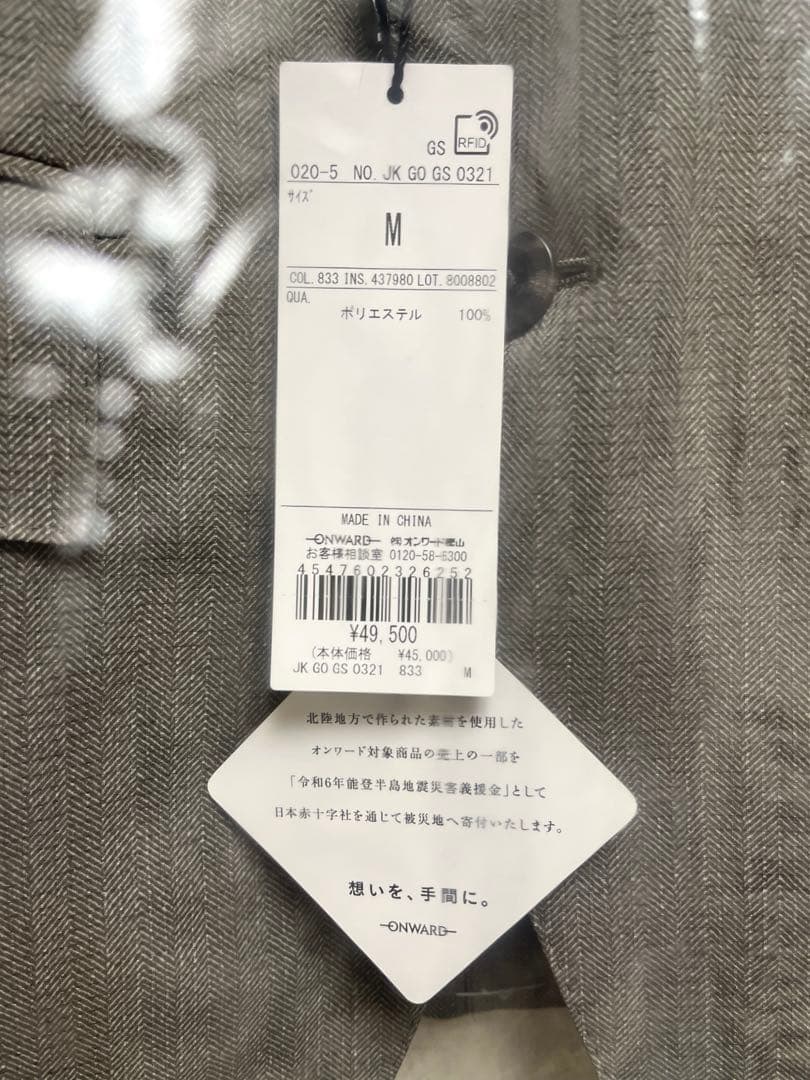 GS RFID
020-5 NO. JK GO GS 0321
サイズ
M
COL. 833 INS. 437980 LOT. 8008802
QUA.
ポリエステル 100%
MADE IN CHINA
ONWARD ㈱オンワード樫山
お客様相談室 0120-58-6300
4547602326252
¥49,500
(本体価格 ¥45,000)
JK GO GS 0321 833 M
北陸地方で作られた素材を使用した
オンワード対象商品の売上の一部を
「令和6年能登半島地震災害義援金」として
日本赤十字社を通じて被災地へ寄付いたします。
想いを、手間に。
ONWARD